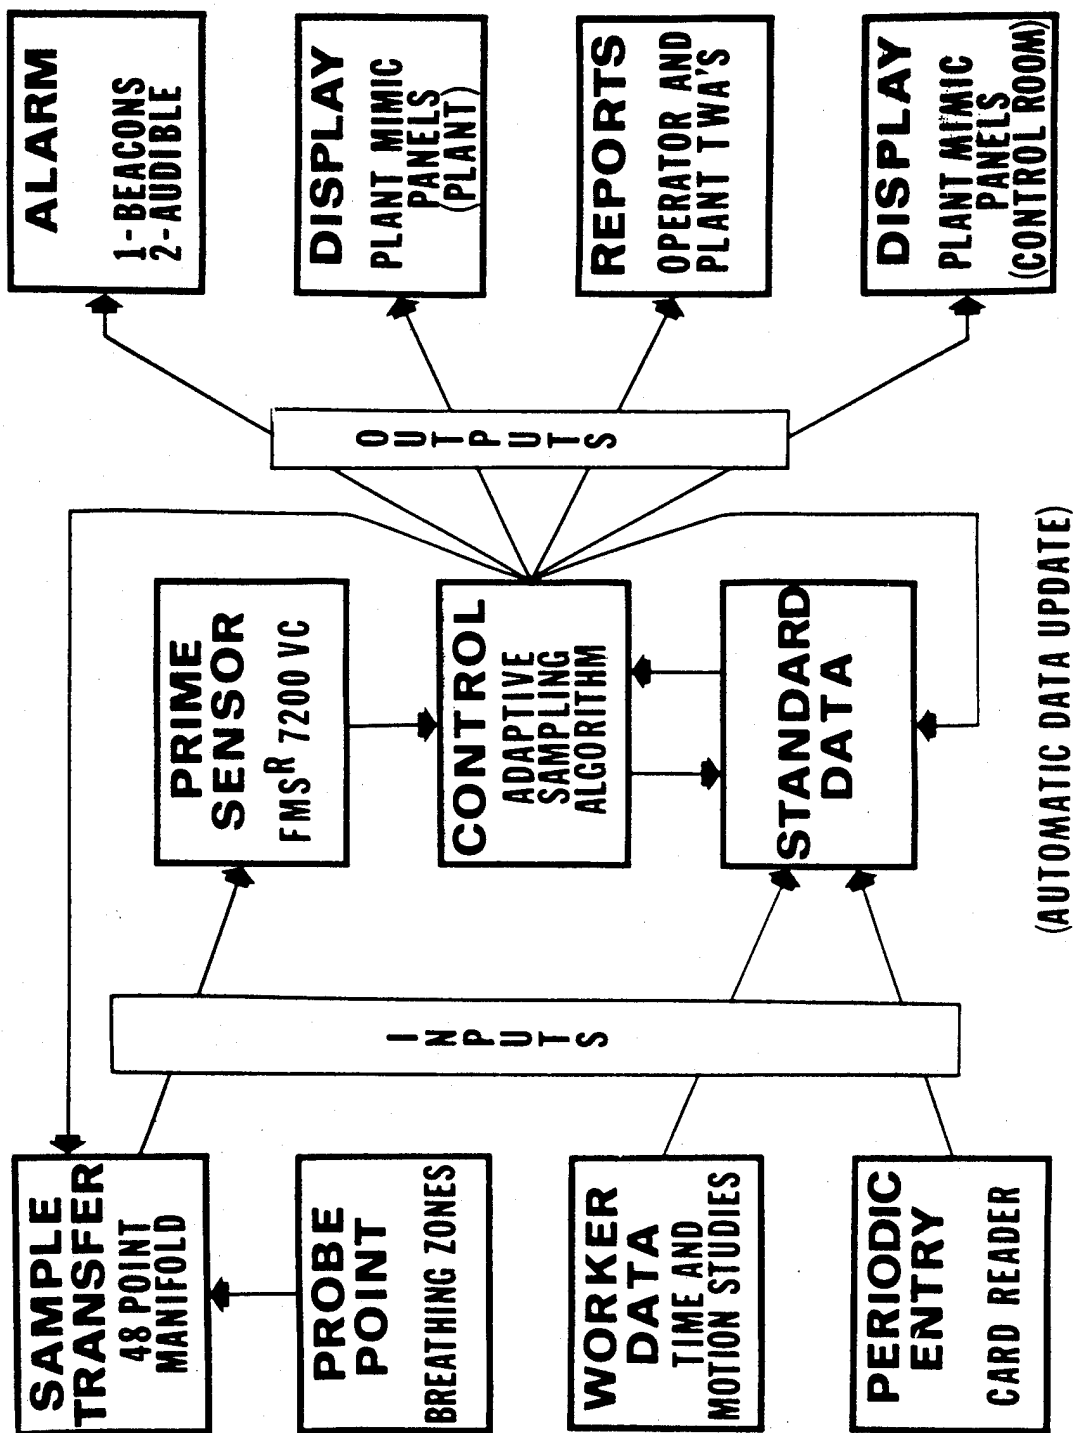 SAMPLE
TRANSFER
48 POINT
MANIFOLD
PROBE
POINT
BREATHING ZONES
WORKER
DATA
TIME AND
MOTION STUDIES
PERIODIC
ENTRY
CARD READER
INPUTS
PRIME
SENSOR
FMSR 7200 VC
CONTROL
ADAPTIVE
SAMPLING
ALGORITHM
STANDARD
DATA
(AUTOMATIC DATA UPDATE)
OUTPUTS
ALARM
1-BEACONS
2-AUDIBLE
DISPLAY
PLANT MIMIC
PANELS
(PLANT)
REPORTS
OPERATOR AND
PLANT TWA'S
DISPLAY
PLANT MIMIC
PANELS
(CONTROL ROOM)